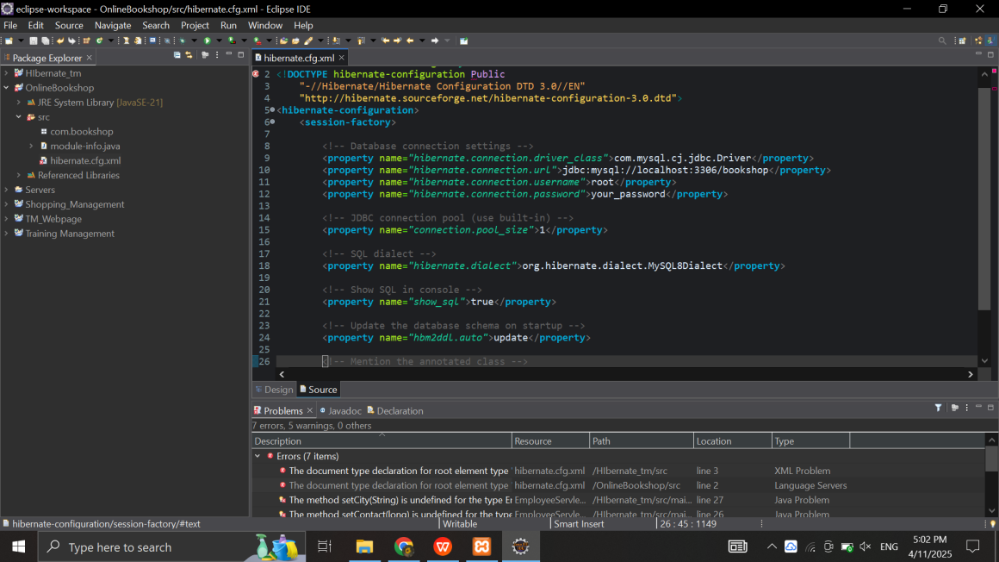 eclipse-workspace - OnlineBookshop/src/hibernate.cfg.xml - Eclipse IDE
File Edit Source Navigate Search Project Run Window Help
Package Explorer
HIbernate_tm
OnlineBookshop
JRE System Library [JavaSE-21]
src
com.bookshop
module-info.java
hibernate.cfg.xml
Referenced Libraries
Servers
Shopping_Management
TM_Webpage
Training Management
hibernate.cfg.xml
2 <!DOCTYPE hibernate-configuration Public
3 "-//Hibernate/Hibernate Configuration DTD 3.0//EN"
4 "http://hibernate.sourceforge.net/hibernate-configuration-3.0.dtd">
5 <hibernate-configuration>
6 <session-factory>
7
8 <!-- Database connection settings -->
9 <property name="hibernate.connection.driver_class">com.mysql.cj.jdbc.Driver</property>
10 <property name="hibernate.connection.url">jdbc:mysql://localhost:3306/bookshop</property>
11 <property name="hibernate.connection.username">root</property>
12 <property name="hibernate.connection.password">your_password</property>
13
14 <!-- JDBC connection pool (use built-in) -->
15 <property name="connection.pool_size">1</property>
16
17 <!-- SQL dialect -->
18 <property name="hibernate.dialect">org.hibernate.dialect.MySQL8Dialect</property>
19
20 <!-- Show SQL in console -->
21 <property name="show_sql">true</property>
22
23 <!-- Update the database schema on startup -->
24 <property name="hbm2ddl.auto">update</property>
25
26 <!-- Mention the annotated class -->
Design Source
Problems Javadoc Declaration
7 errors, 5 warnings, 0 others
Description Resource Path Location Type
Errors (7 items)
The document type declaration for root element type hibernate.cfg.xml /HIbernate_tm/src line 3 XML Problem
The document type declaration for root element type hibernate.cfg.xml /OnlineBookshop/src line 2 Language Servers
The method setCity(String) is undefined for the type Er EmployeeServle... /HIbernate_tm/src/mai... line 27 Java Problem
The method setContact(long) is undefined for the type EmployeeServle... /HIbernate_tm/src/mai... line 26 Java Problem
hibernate-configuration/session-factory/#text Writable Smart Insert 26 : 45 : 1149
Type here to search
ENG
5:02 PM
4/11/2025